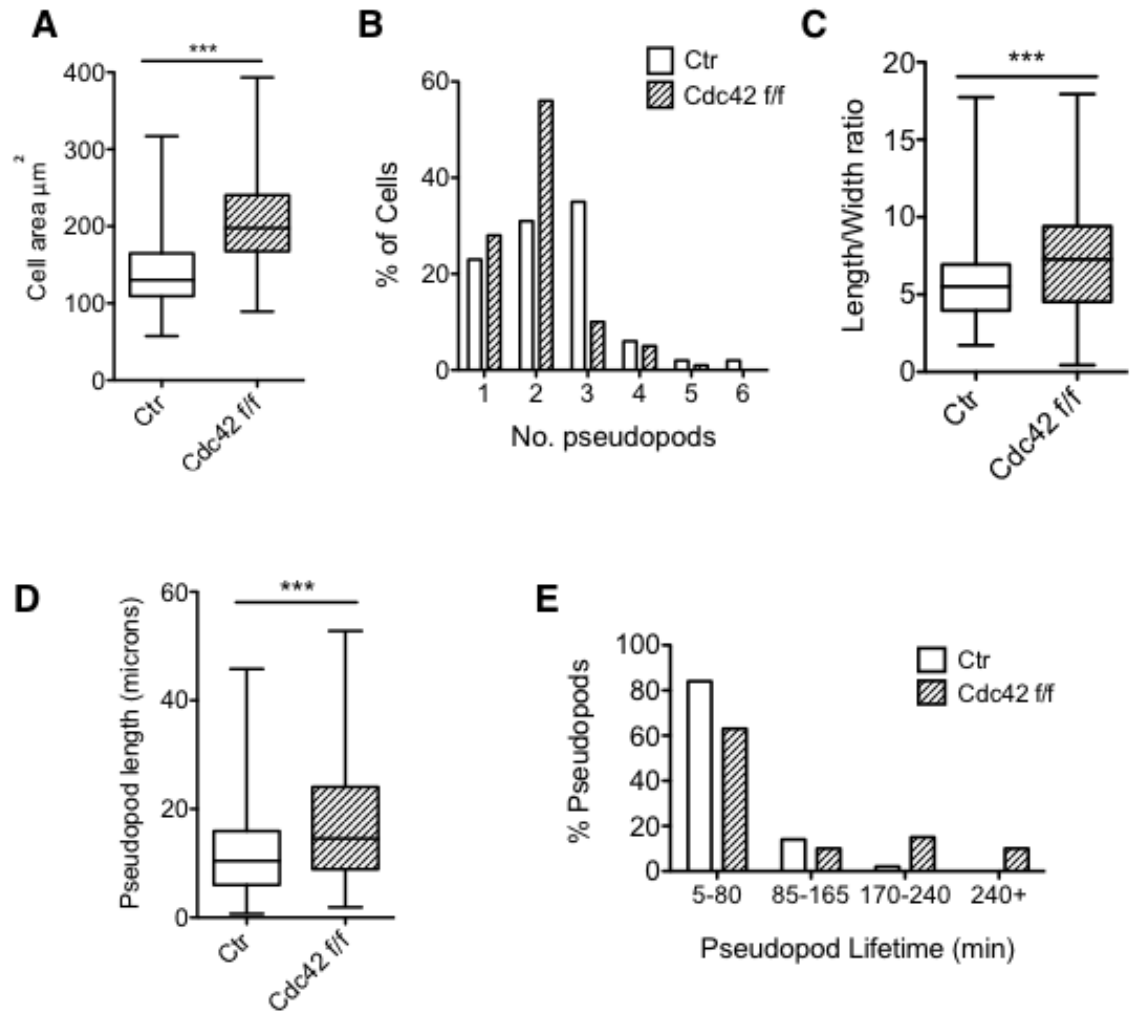 A
***
Cell area μm²
400
300
200
100
0
Ctr
Cdc42 f/f
B
Ctr
Cdc42 f/f
% of Cells
60
40
20
0
1 2 3 4 5 6
No. pseudopods
C
***
Length/Width ratio
20
15
10
5
0
Ctr
Cdc42 f/f
D
***
Pseudopod length (microns)
60
40
20
0
Ctr
Cdc42 f/f
E
Ctr
Cdc42 f/f
% Pseudopods
100
80
60
40
20
0
5-80 85-165 170-240 240+
Pseudopod Lifetime (min)